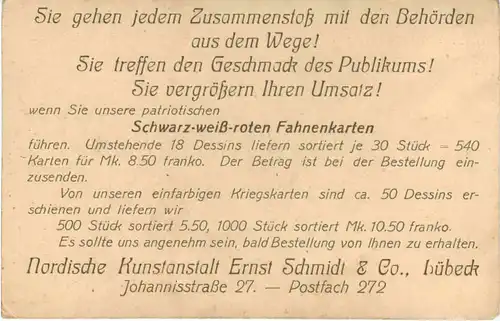 Sie gehen jedem Zusammenstoß mit den Behörden
aus dem Wege!
Sie treffen den Geschmack des Publikums!
Sie vergrößern Ihren Umsatz!
wenn Sie unsere patriotischen
Schwarz-weiß-roten Fahnenkarten
führen. Umstehende 18 Dessins liefern sortiert je 30 Stück = 540
Karten für Mk. 8.50 franko. Der Betrag ist bei der Bestellung ein-
zusenden.
Von unseren einfarbigen Kriegskarten sind ca. 50 Dessins er-
schienen und liefern wir
500 Stück sortiert 5.50, 1000 Stück sortiert Mk. 10.50 franko.
Es sollte uns angenehm sein, bald Bestellung von Ihnen zu erhalten.
Nordische Kunstanstalt Ernst Schmidt & Co., Lübeck
Johannisstraße 27. — Postfach 272